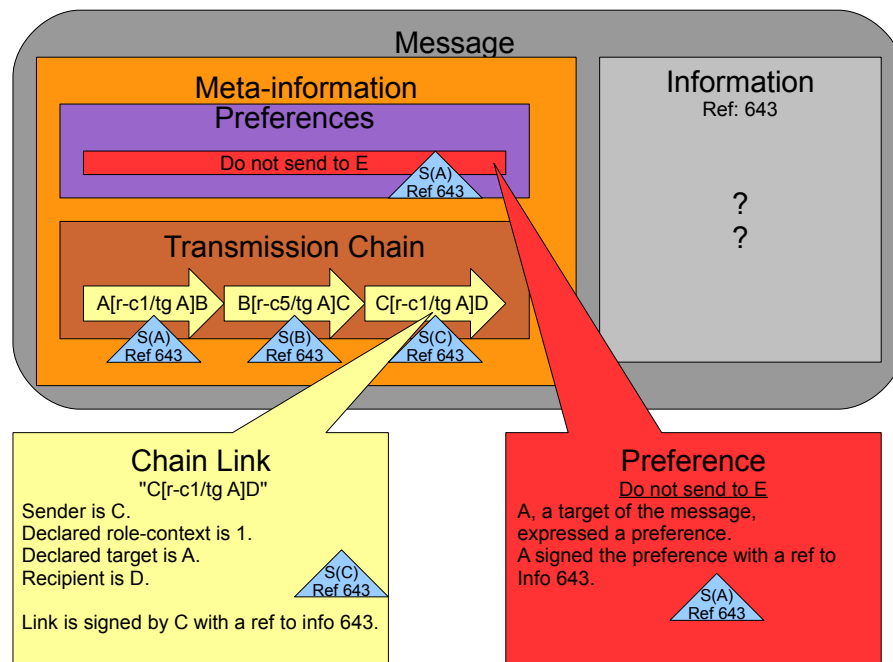 Message
Meta-information
Preferences
Do not send to E
S(A)
Ref 643
Transmission Chain
A[r-c1/tg A]B
B[r-c5/tg A]C
C[r-c1/tg A]D
S(A)
Ref 643
S(B)
Ref 643
S(C)
Ref 643
Information
Ref: 643
?
?
Chain Link
"C[r-c1/tg A]D"
Sender is C.
Declared role-context is 1.
Declared target is A.
Recipient is D.
S(C)
Ref 643
Link is signed by C with a ref to info 643.
Preference
Do not send to E
A, a target of the message,
expressed a preference.
A signed the preference with a ref to
Info 643.
S(A)
Ref 643